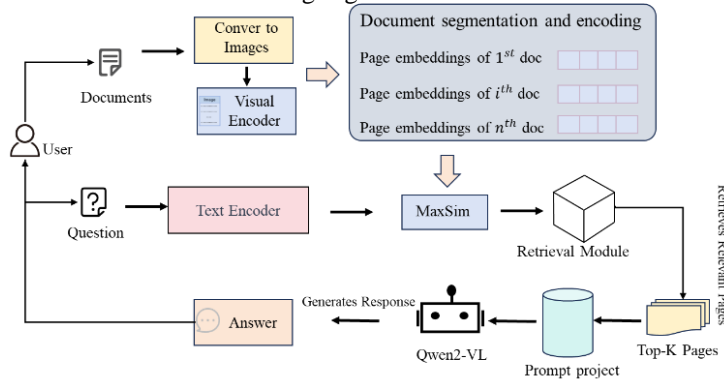 Document segmentation and encoding
Conver to
Images
Page embeddings of 1st doc
Documents
Image
Visual
Encoder
Page embeddings of ith doc
Page embeddings of nth doc
User
Question
Text Encoder
MaxSim
Retrieval Module
Retrieves Relevant Pages
Generates Response
Answer
Qwen2-VL
Prompt project
Top-K Pages